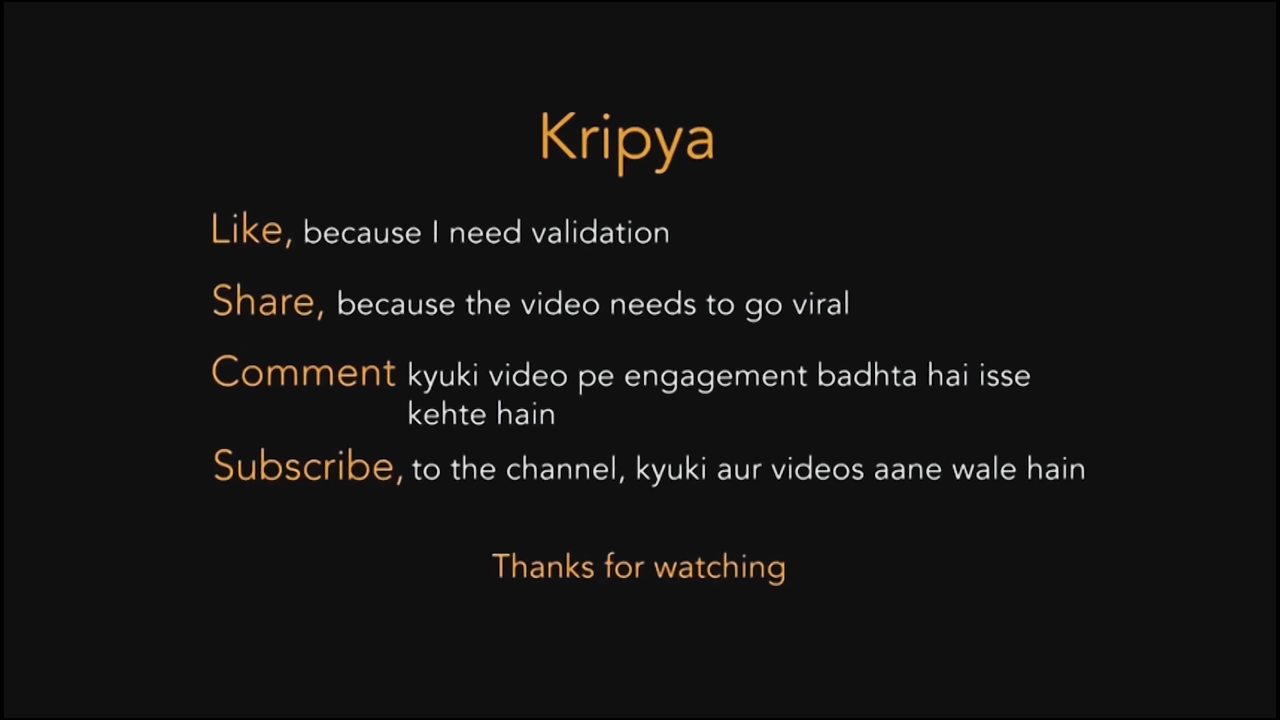 Kripya
Like, because I need validation
Share, because the video needs to go viral
Comment kyuki video pe engagement badhta hai isse
kehte hain
Subscribe, to the channel, kyuki aur videos aane wale hain
Thanks for watching